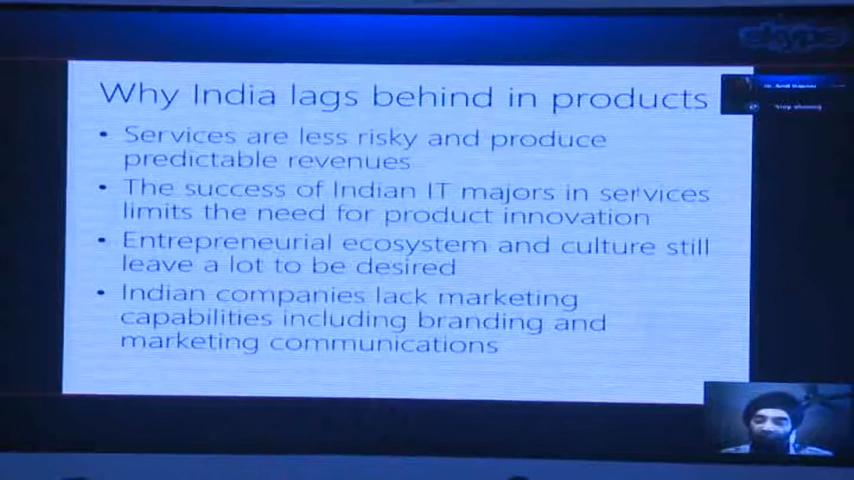 skype
Why India lags behind in products
• Services are less risky and produce
predictable revenues
• The success of Indian IT majors in services
limits the need for product innovation
• Entrepreneurial ecosystem and culture still
leave a lot to be desired
• Indian companies lack marketing
capabilities including branding and
marketing communications